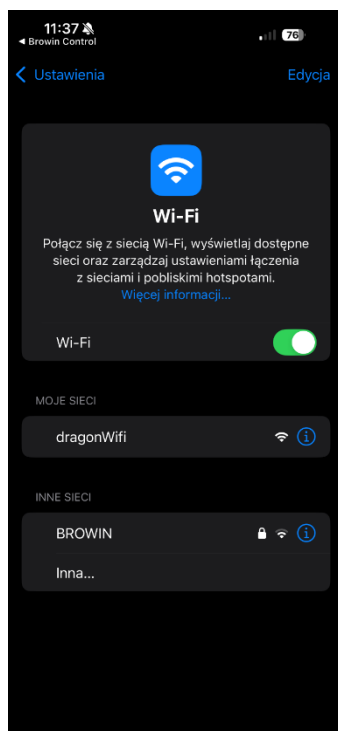 11:37
Browin Control
76
Ustawienia
Edycja
Wi-Fi
Połącz się z siecią Wi-Fi, wyświetlaj dostępne
sieci oraz zarządzaj ustawieniami łączenia
z sieciami i pobliskimi hotspotami.
Więcej informacji...
Wi-Fi
MOJE SIECI
dragonWifi
INNE SIECI
BROWIN
Inna...